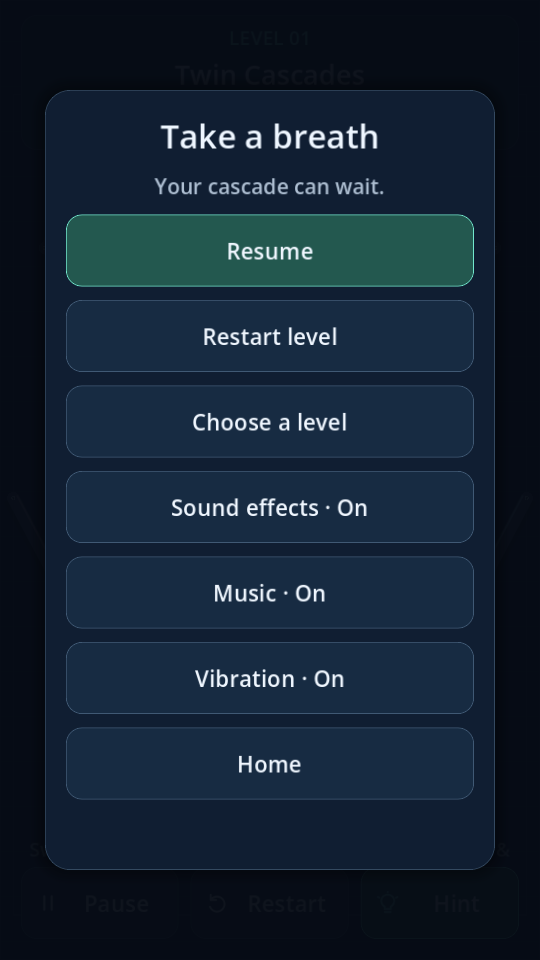 LEVEL 01
Twin Cascades
Take a breath
Your cascade can wait.
Resume
Restart level
Choose a level
Sound effects · On
Music · On
Vibration · On
Home
Pause
Restart
Hint